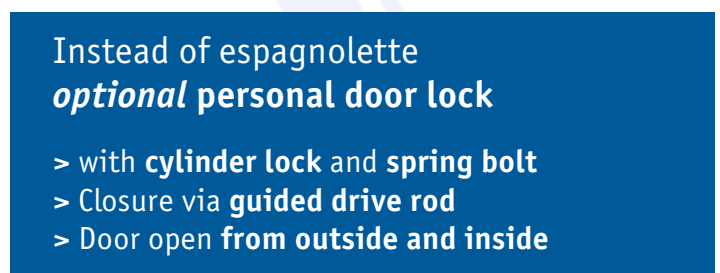 Instead of espagnolette
optional personal door lock
> with cylinder lock and spring bolt
> Closure via guided drive rod
> Door open from outside and inside